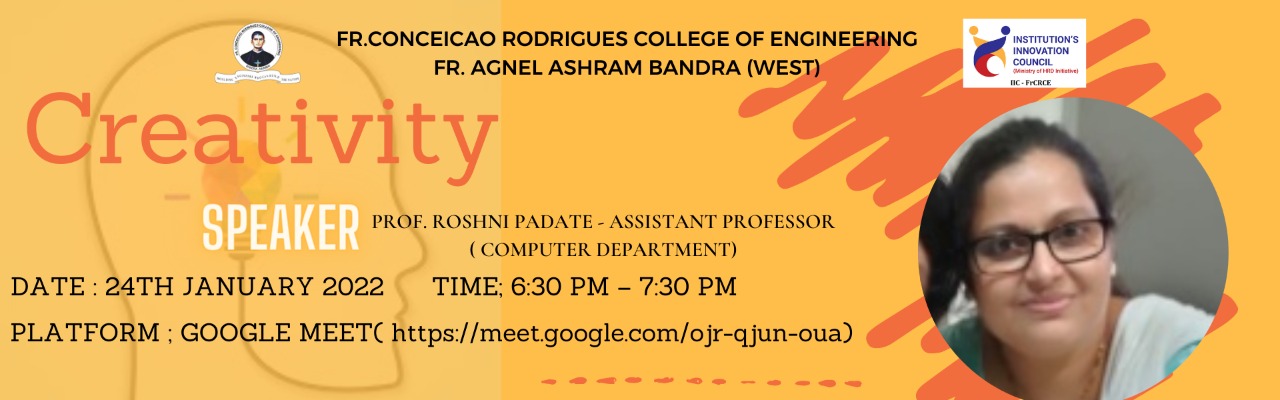 FR.CONCEICAO RODRIGUES COLLEGE OF ENGINEERING
FR. AGNEL ASHRAM BANDRA (WEST)
INSTITUTION'S
INNOVATION
COUNCIL
(Ministry of HRD Initiative)
IIC - FrCRCE
Creativity
SPEAKER PROF. ROSHNI PADATE - ASSISTANT PROFESSOR
( COMPUTER DEPARTMENT)
DATE : 24TH JANUARY 2022 TIME; 6:30 PM – 7:30 PM
PLATFORM ; GOOGLE MEET( https://meet.google.com/ojr-qjun-oua)